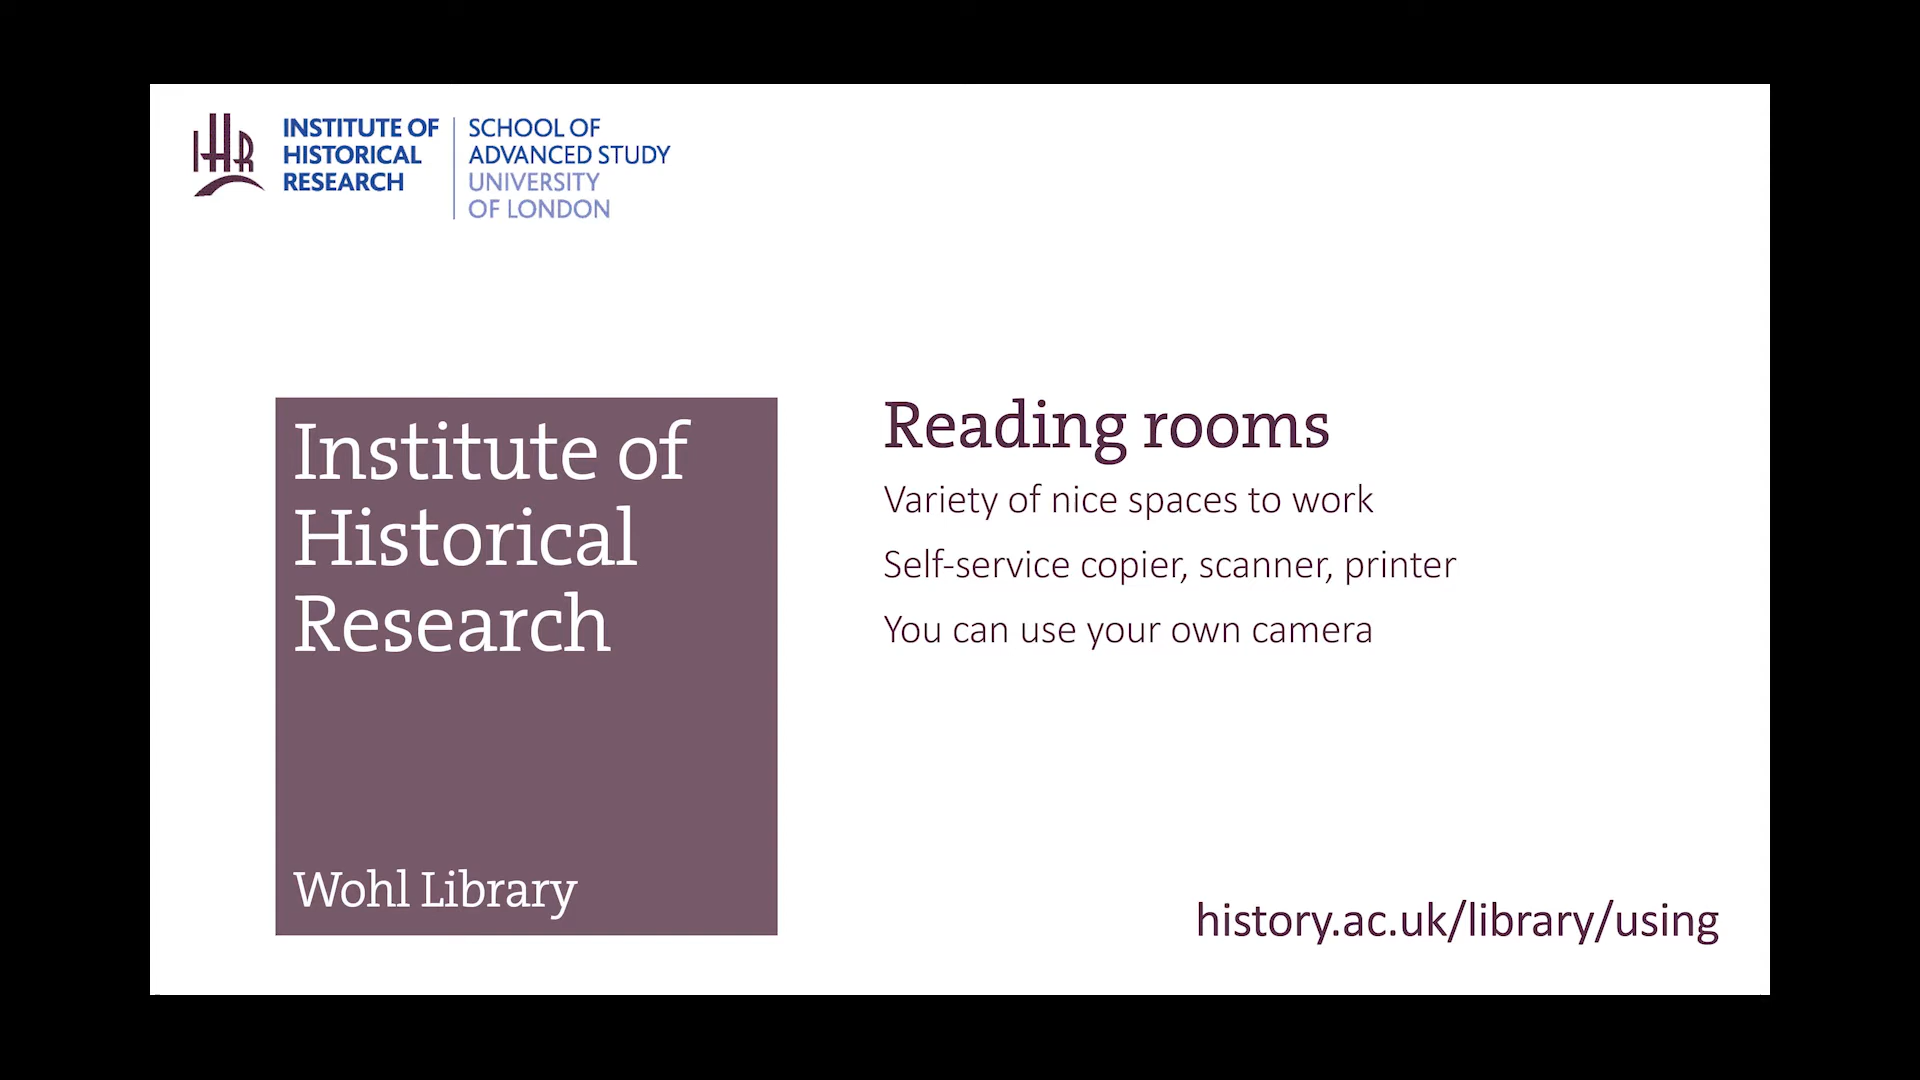 IHR
INSTITUTE OF
HISTORICAL
RESEARCH
SCHOOL OF
ADVANCED STUDY
UNIVERSITY
OF LONDON
Institute of
Historical
Research
Wohl Library
Reading rooms
Variety of nice spaces to work
Self-service copier, scanner, printer
You can use your own camera
history.ac.uk/library/using